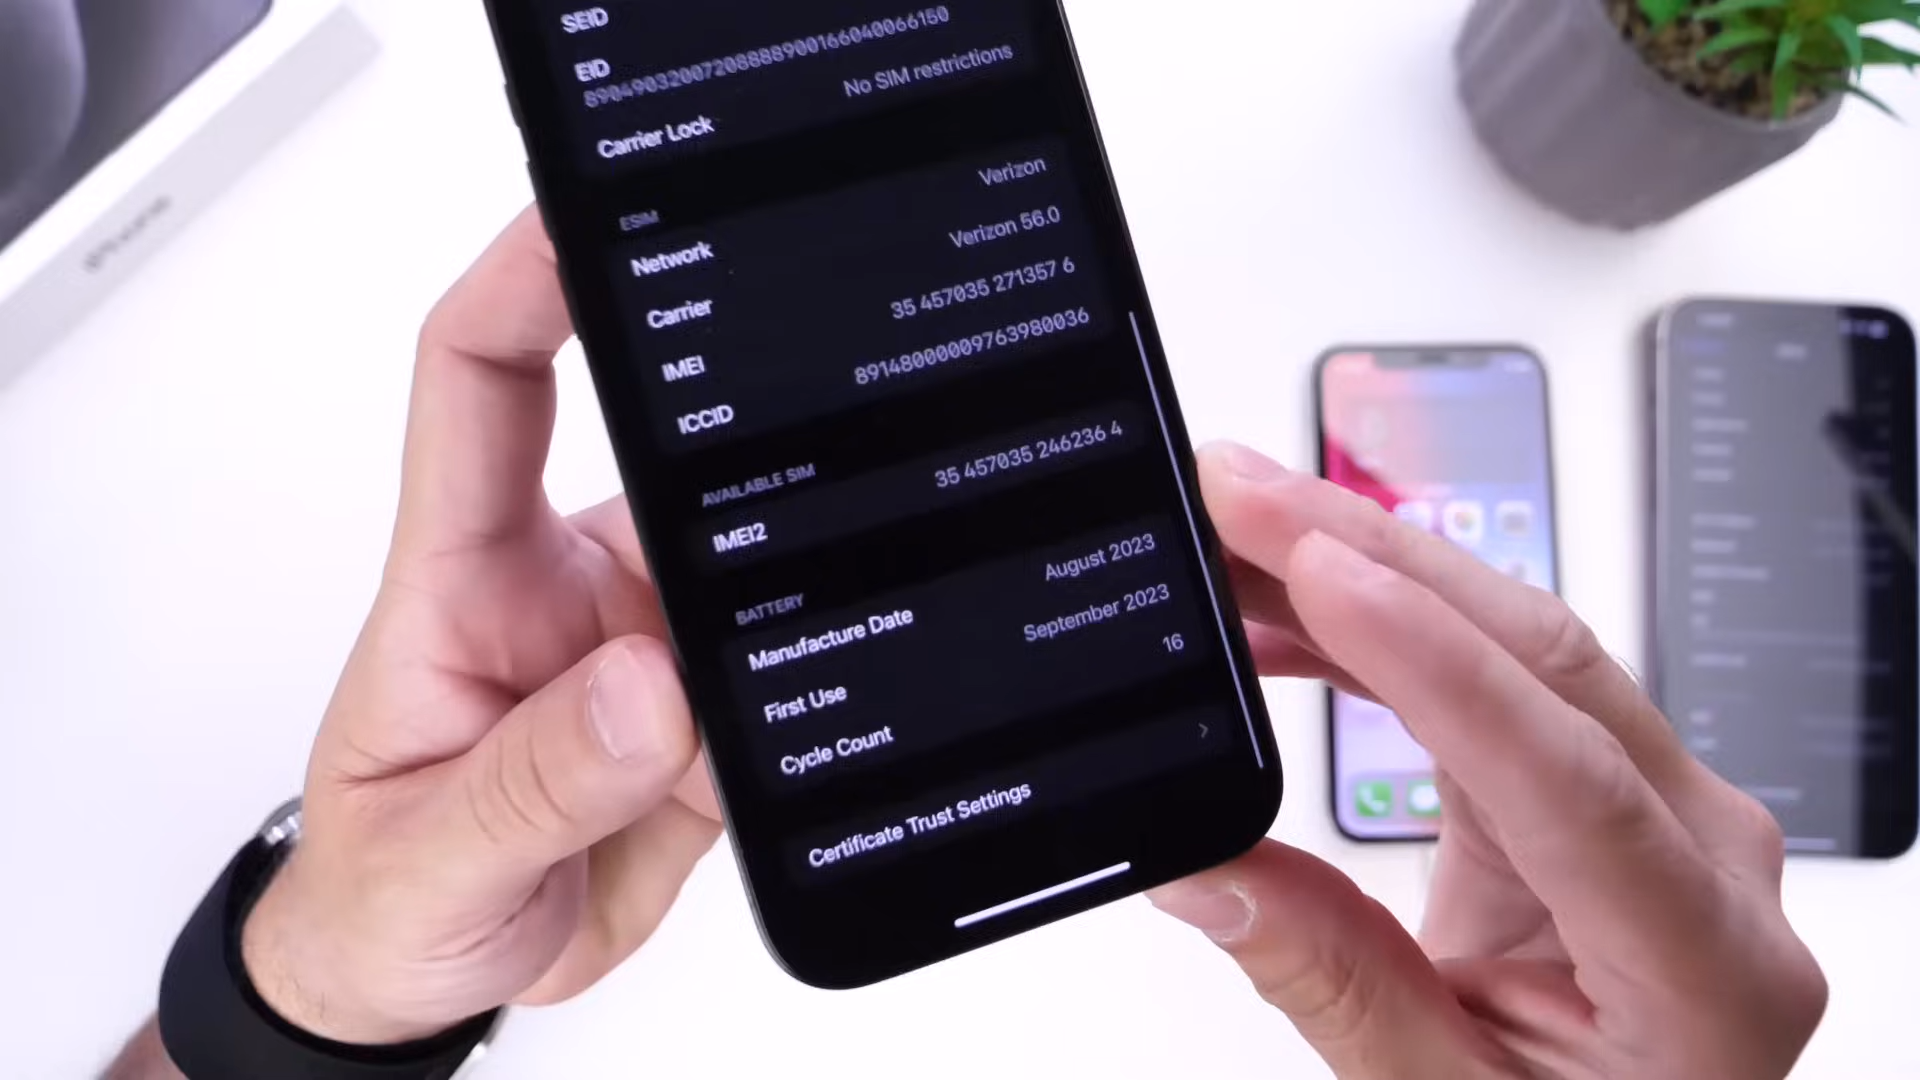 iPhone
SEID
EID
89049032007208888900166040066150
Carrier Lock No SIM restrictions
ESIM
Network Verizon
Carrier Verizon 56.0
IMEI 35 457035 271357 6
ICCID 89148000009763980036
AVAILABLE SIM
IMEI2 35 457035 246236 4
BATTERY
Manufacture Date August 2023
First Use September 2023
Cycle Count 16
Certificate Trust Settings